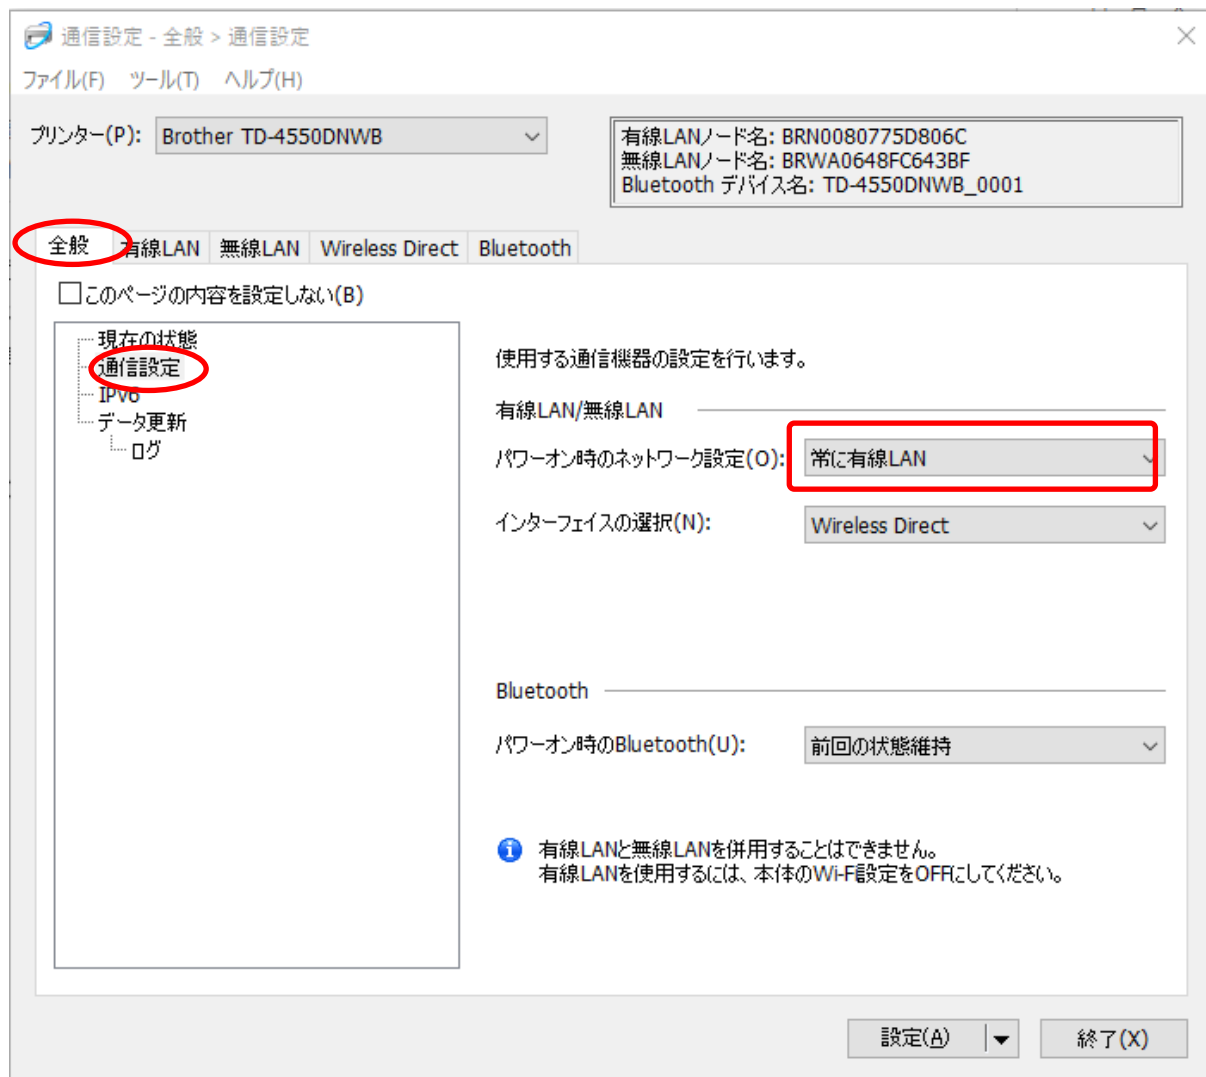 通信設定 - 全般 > 通信設定
ファイル(F) ツール(T) ヘルプ(H)
プリンター(P): Brother TD-4550DNWB
有線LANノード名: BRN0080775D806C
無線LANノード名: BRWA0648FC643BF
Bluetooth デバイス名: TD-4550DNWB_0001
全般 有線LAN 無線LAN Wireless Direct Bluetooth
このページの内容を設定しない(B)
現在の状態
通信設定
IPv6
データ更新
ログ
使用する通信機器の設定を行います。
有線LAN/無線LAN
パワーオン時のネットワーク設定(O): 常に有線LAN
インターフェイスの選択(N): Wireless Direct
Bluetooth
パワーオン時のBluetooth(U): 前回の状態維持
有線LANと無線LANを併用することはできません。
有線LANを使用するには、本体のWi-Fi設定をOFFにしてください。
設定(A) 終了(X)